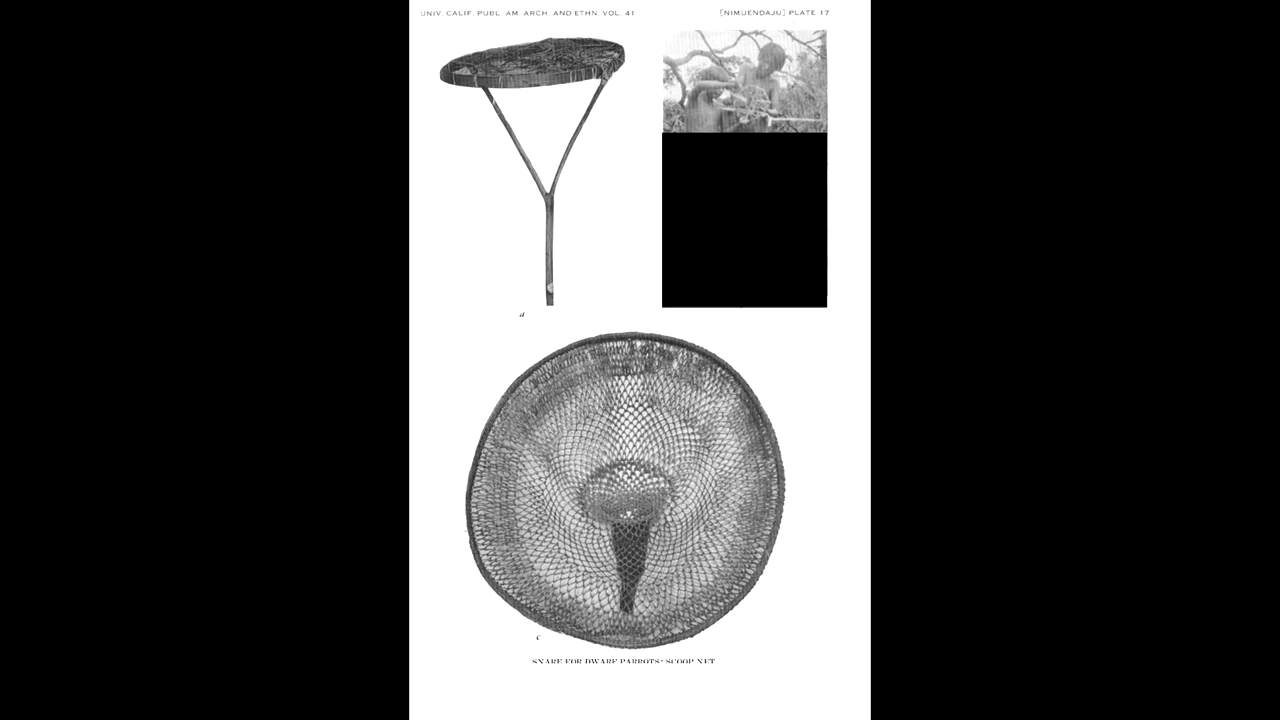 UNIV. CALIF. PUBL. AM. ARCH. AND ETHN. VOL. 41
[NIMUENDAJU] PLATE 17
a
c
SNARE FOR DWARF PARROTS: SCOOP NET